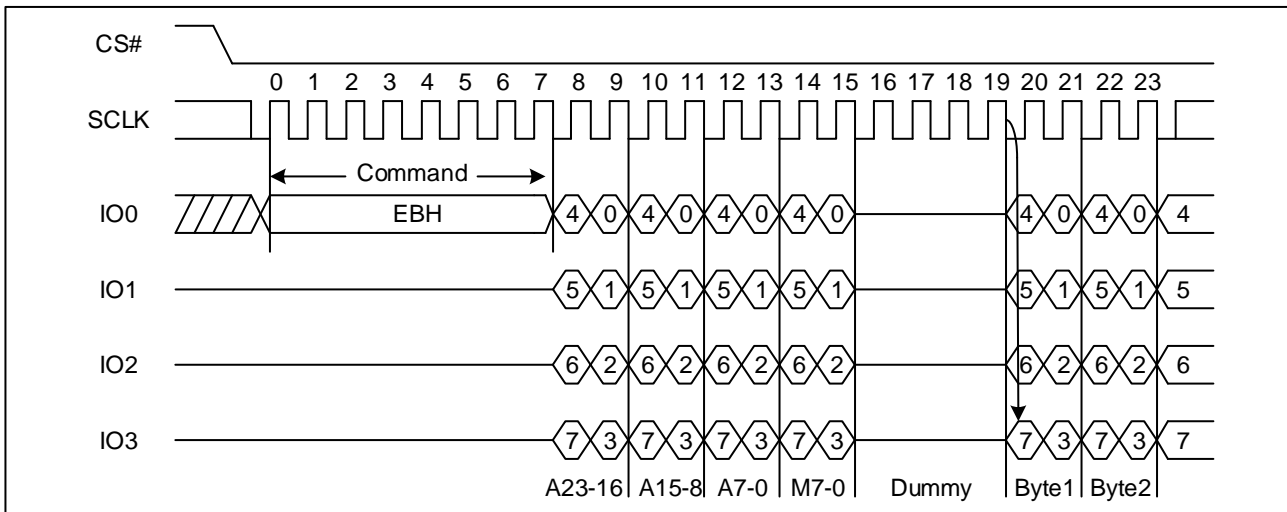 CS#
0 1 2 3 4 5 6 7 8 9 10 11 12 13 14 15 16 17 18 19 20 21 22 23
SCLK
Command
IO0 EBH 4 0 4 0 4 0 4 0 4 0 4 0 4
IO1 5 1 5 1 5 1 5 1 5 1 5 1 5
IO2 6 2 6 2 6 2 6 2 6 2 6 2 6
IO3 7 3 7 3 7 3 7 3 7 3 7 3 7
A23-16 A15-8 A7-0 M7-0 Dummy Byte1 Byte2